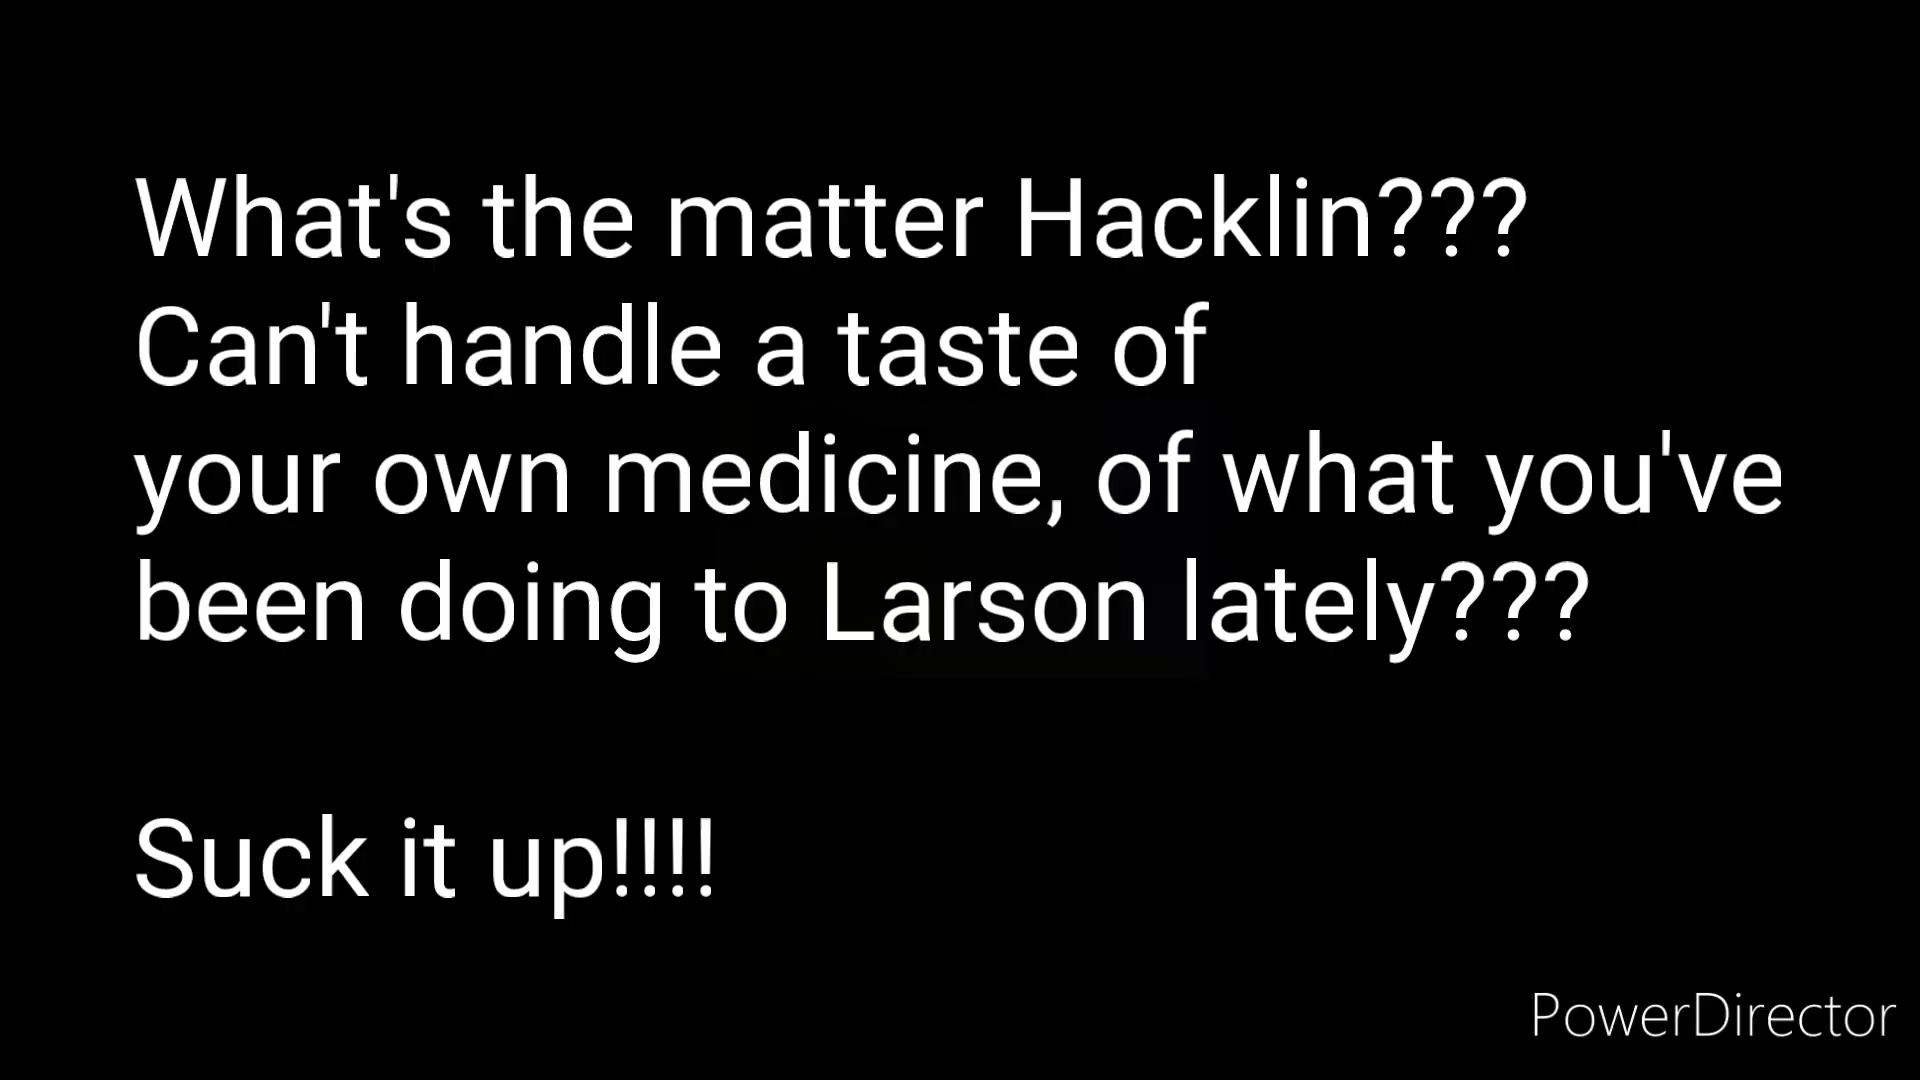 What's the matter Hacklin???
Can't handle a taste of
your own medicine, of what you've
been doing to Larson lately???
Suck it up!!!!
PowerDirector